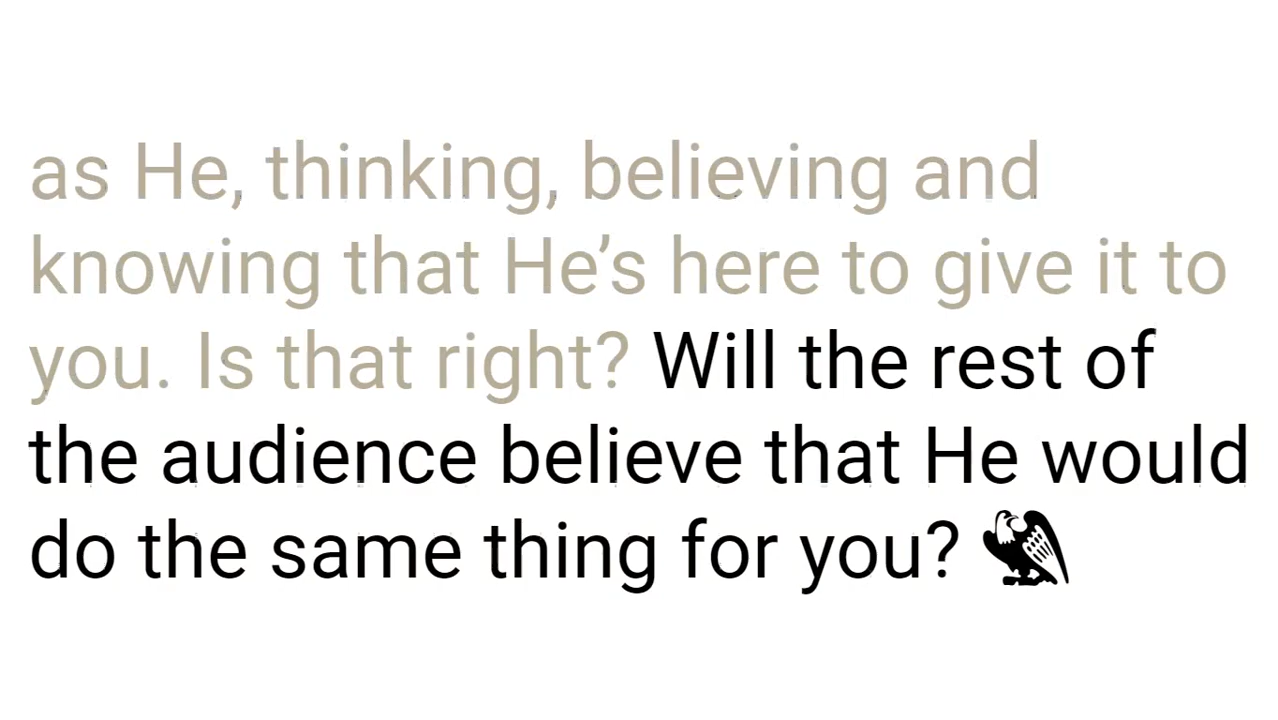 as He, thinking, believing and
knowing that He’s here to give it to
you. Is that right? Will the rest of
the audience believe that He would
do the same thing for you?